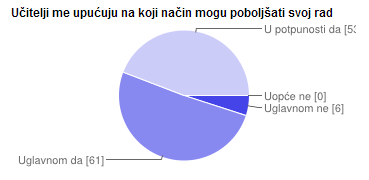 Učitelji me upućuju na koji način mogu poboljšati svoj rad
U potpunosti da [53
Uopće ne [0]
Uglavnom ne [6]
Uglavnom da [61]